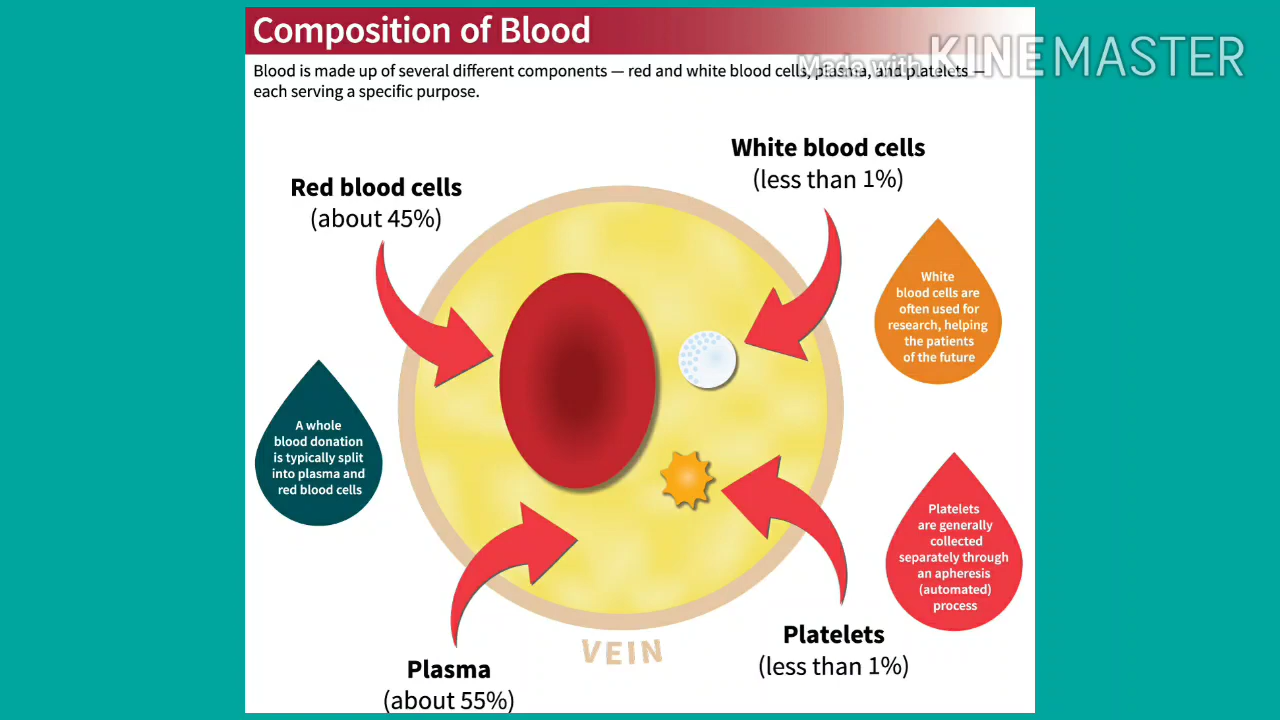 Composition of Blood
Made with KINEMASTER
Blood is made up of several different components — red and white blood cells, plasma, and platelets —
each serving a specific purpose.
White blood cells
(less than 1%)
Red blood cells
(about 45%)
White
blood cells are
often used for
research, helping
the patients
of the future
A whole
blood donation
is typically split
into plasma and
red blood cells
Platelets
are generally
collected
separately through
an apheresis
(automated)
process
VEIN
Platelets
(less than 1%)
Plasma
(about 55%)